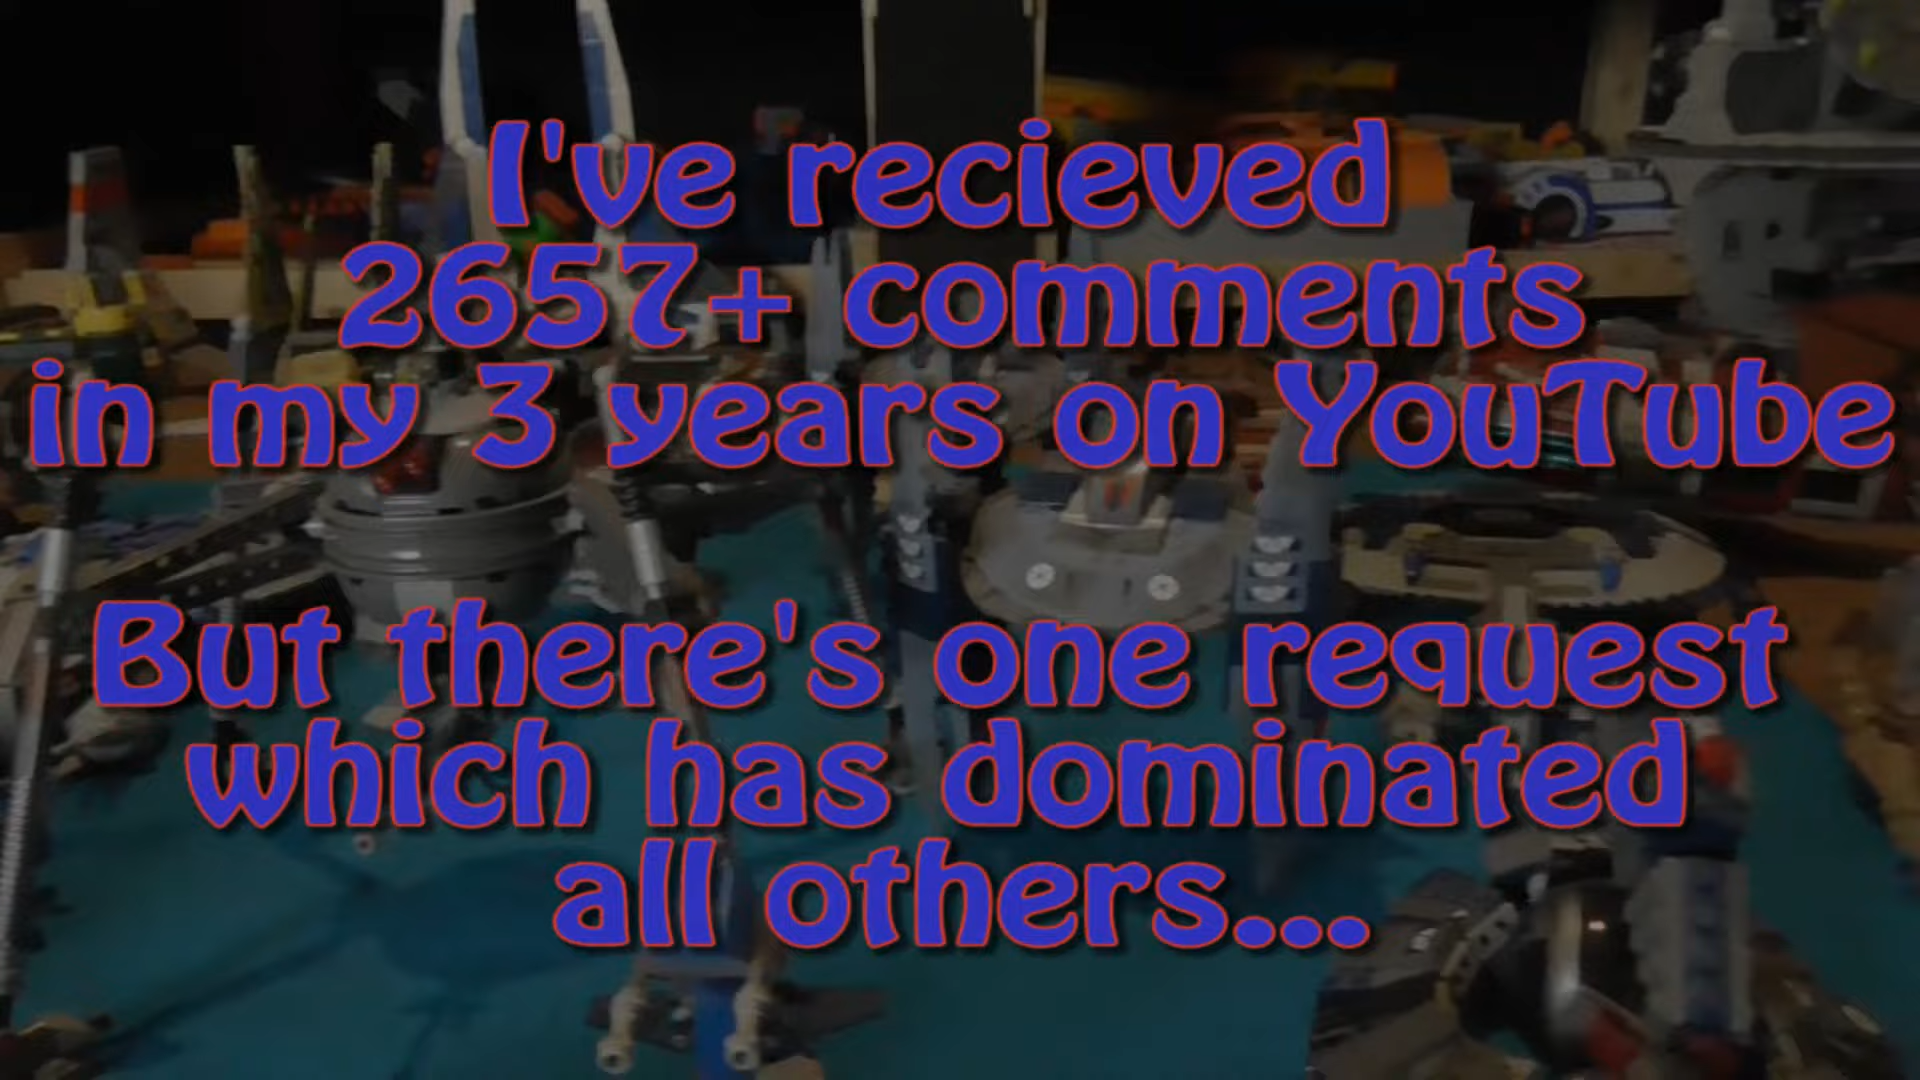 I've recieved
2657+ comments
in my 3 years on YouTube
But there's one request
which has dominated
all others...